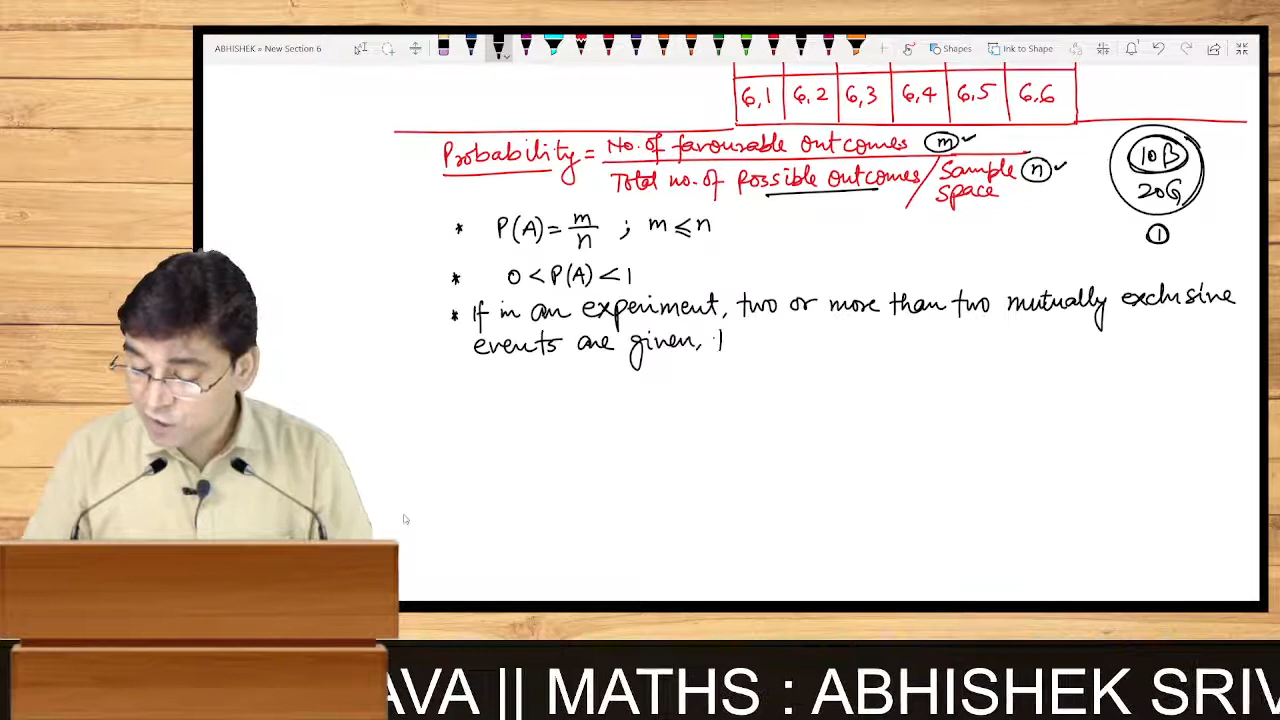 ABHISHEK » New Section 6
Shapes
Ink to Shape
6,1 6,2 6,3 6,4 6,5 6.6
Probability = No. of favourable outcomes m ✓
Total no. of possible outcomes / Sample space n ✓
10B
20G
1
* P(A) = m/n ; m ⩽ n
* 0 < P(A) < 1
* If in an experiment, two or more than two mutually exclusive
events are given,
AVA || MATHS : ABHISHEK SRIV